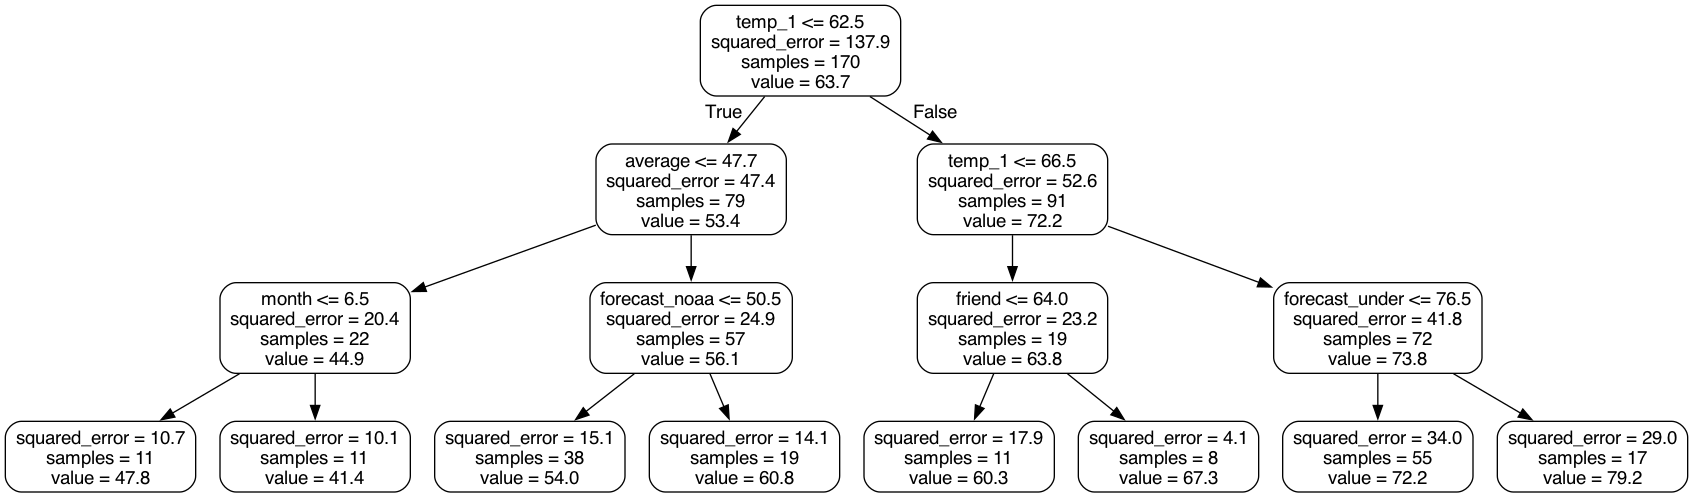 temp_1 <= 62.5
squared_error = 137.9
samples = 170
value = 63.7
True
False
average <= 47.7
squared_error = 47.4
samples = 79
value = 53.4
temp_1 <= 66.5
squared_error = 52.6
samples = 91
value = 72.2
month <= 6.5
squared_error = 20.4
samples = 22
value = 44.9
forecast_noaa <= 50.5
squared_error = 24.9
samples = 57
value = 56.1
friend <= 64.0
squared_error = 23.2
samples = 19
value = 63.8
forecast_under <= 76.5
squared_error = 41.8
samples = 72
value = 73.8
squared_error = 10.7
samples = 11
value = 47.8
squared_error = 10.1
samples = 11
value = 41.4
squared_error = 15.1
samples = 38
value = 54.0
squared_error = 14.1
samples = 19
value = 60.8
squared_error = 17.9
samples = 11
value = 60.3
squared_error = 4.1
samples = 8
value = 67.3
squared_error = 34.0
samples = 55
value = 72.2
squared_error = 29.0
samples = 17
value = 79.2